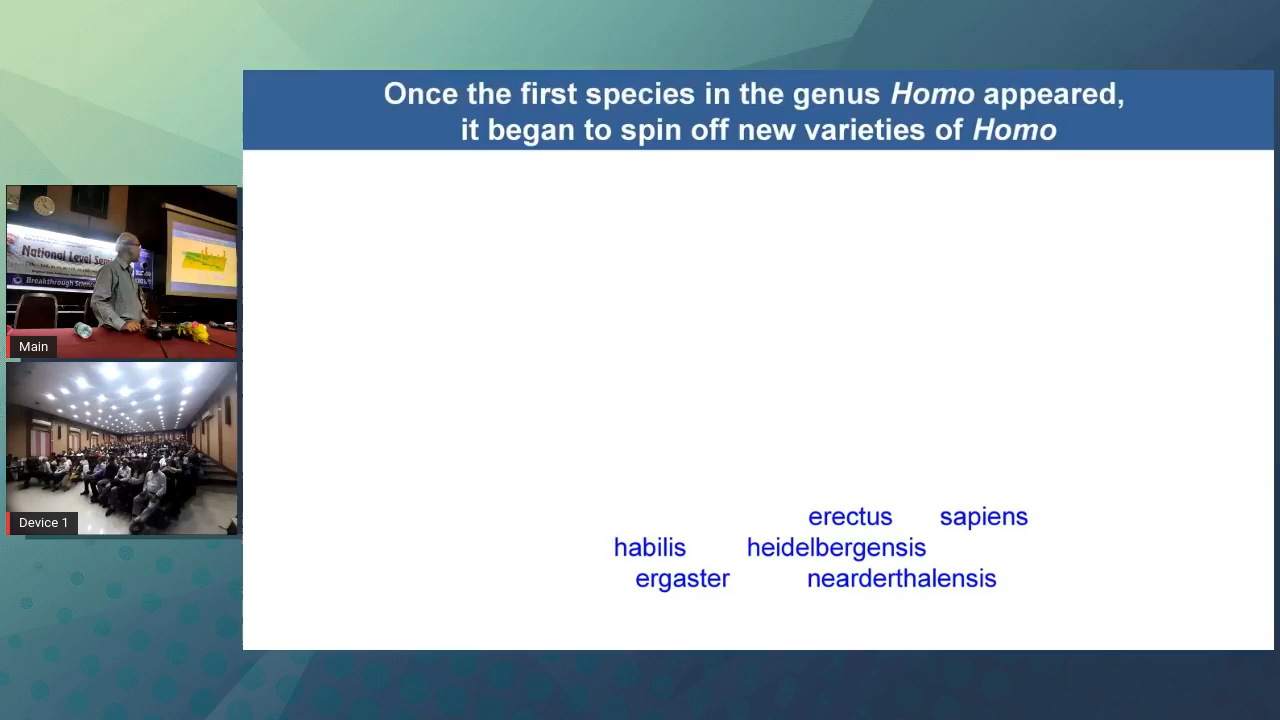 Once the first species in the genus Homo appeared,
it began to spin off new varieties of Homo
National Level Sem
Breakthrough Scien
Main
Device 1
erectus sapiens
habilis heidelbergensis
ergaster nearderthalensis